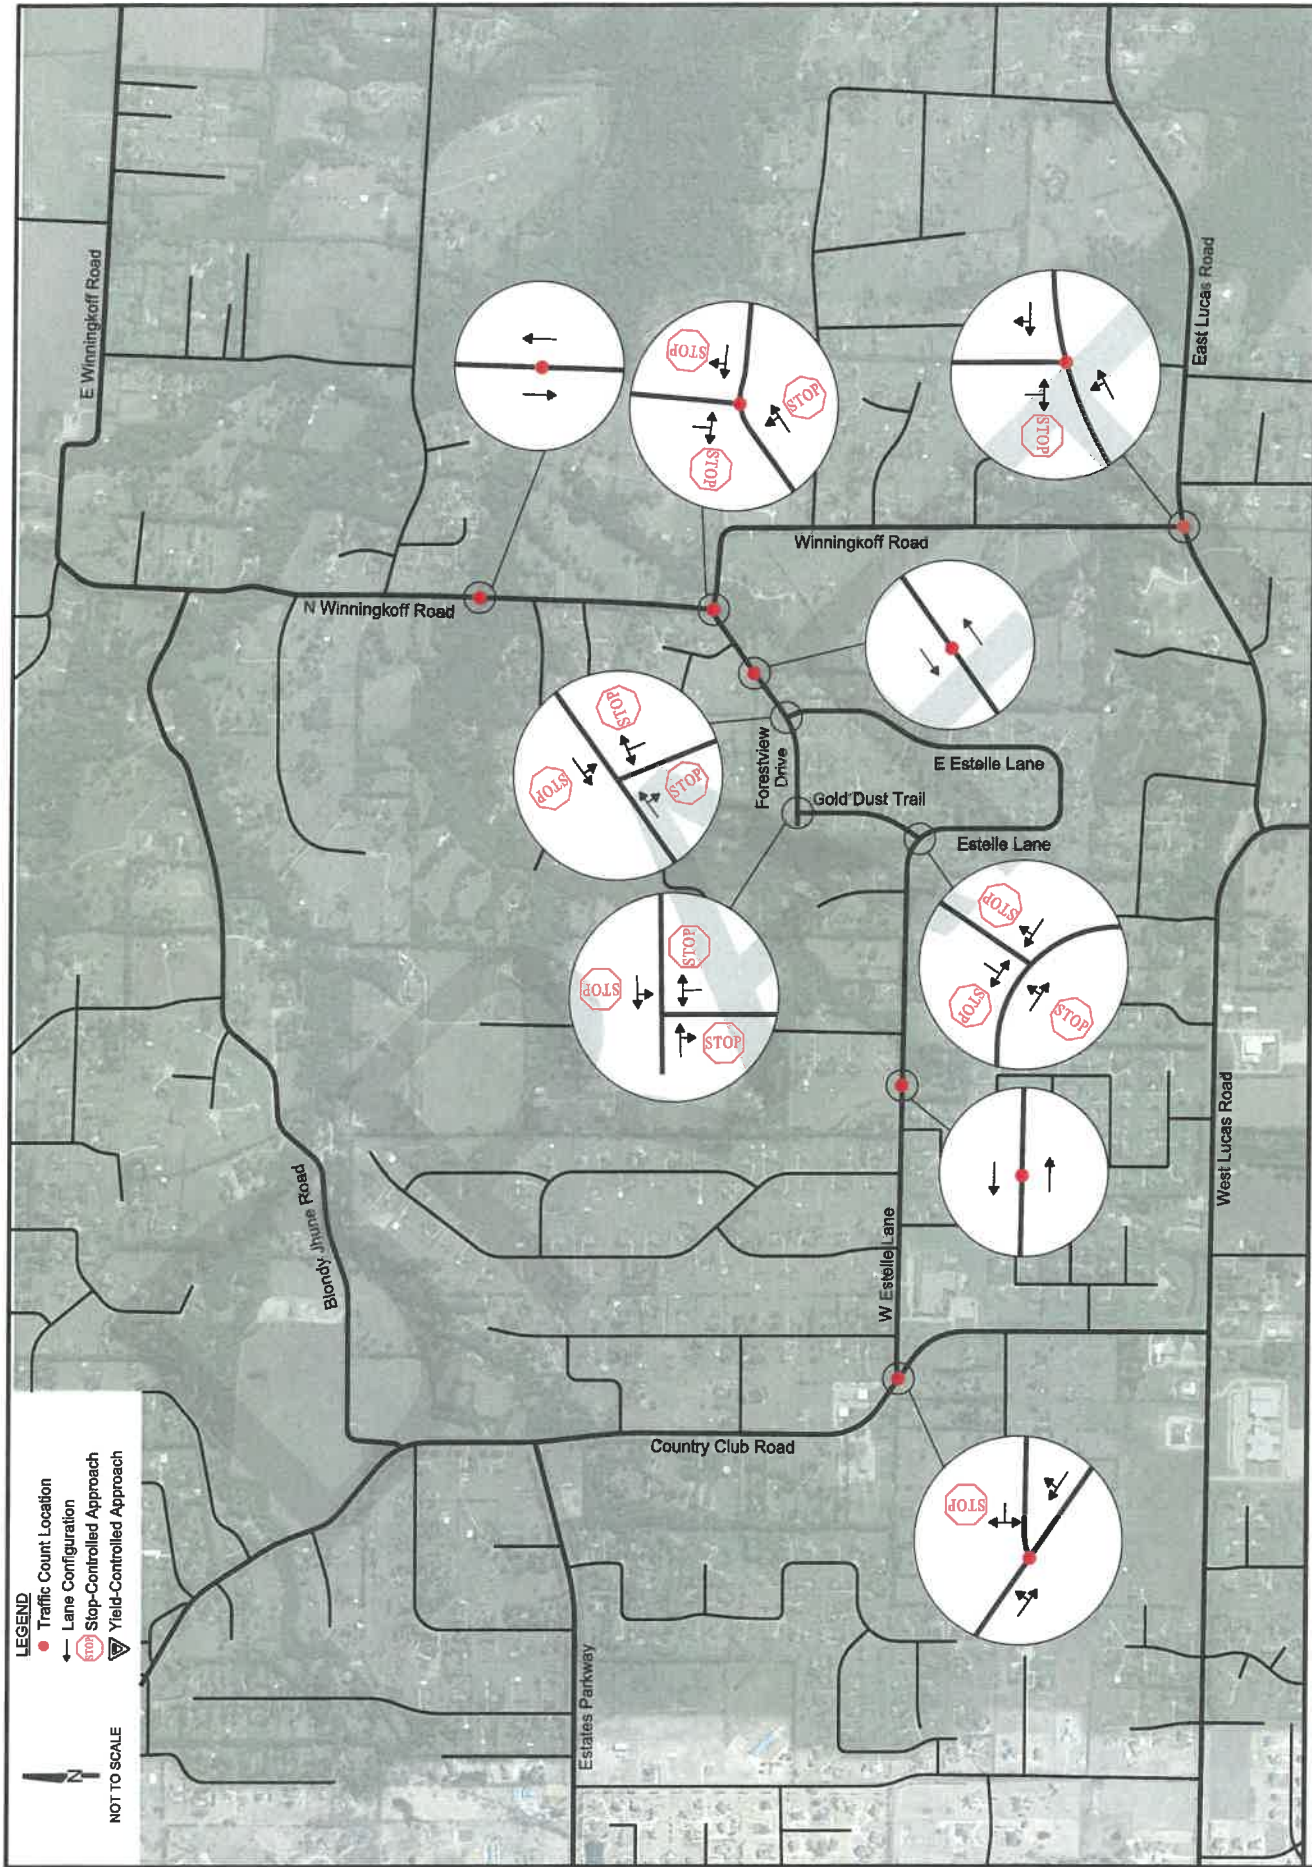 E Winningkoff Road
N Winningkoff Road
Winningkoff Road
East Lucas Road
STOP
STOP
STOP
STOP
STOP
STOP
STOP
Forestview
Drive
E Estelle Lane
Gold Dust Trail
Estelle Lane
STOP
STOP
STOP
STOP
STOP
STOP
Blondy Jhune Road
W Estelle Lane
West Lucas Road
Country Club Road
STOP
Estates Parkway
LEGEND
Traffic Count Location
Lane Configuration
STOP Stop-Controlled Approach
Yield-Controlled Approach
N
NOT TO SCALE